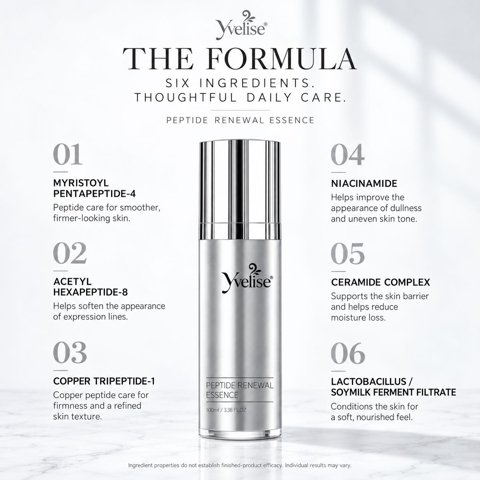 Yvelise®
THE FORMULA
SIX INGREDIENTS.
THOUGHTFUL DAILY CARE.
PEPTIDE RENEWAL ESSENCE
01
MYRISTOYL
PENTAPEPTIDE-4
Peptide care for smoother,
firmer-looking skin.
02
ACETYL
HEXAPEPTIDE-8
Helps soften the appearance
of expression lines.
03
COPPER TRIPEPTIDE-1
Copper peptide care for
firmness and a refined
skin texture.
Yvelise®
PEPTIDE RENEWAL
ESSENCE
100ml / 3.38 FL.OZ
04
NIACINAMIDE
Helps improve the
appearance of dullness
and uneven skin tone.
05
CERAMIDE COMPLEX
Supports the skin barrier
and helps reduce
moisture loss.
06
LACTOBACILLUS /
SOYMILK FERMENT FILTRATE
Conditions the skin for
a soft, nourished feel.
Ingredient properties do not establish finished-product efficacy. Individual results may vary.